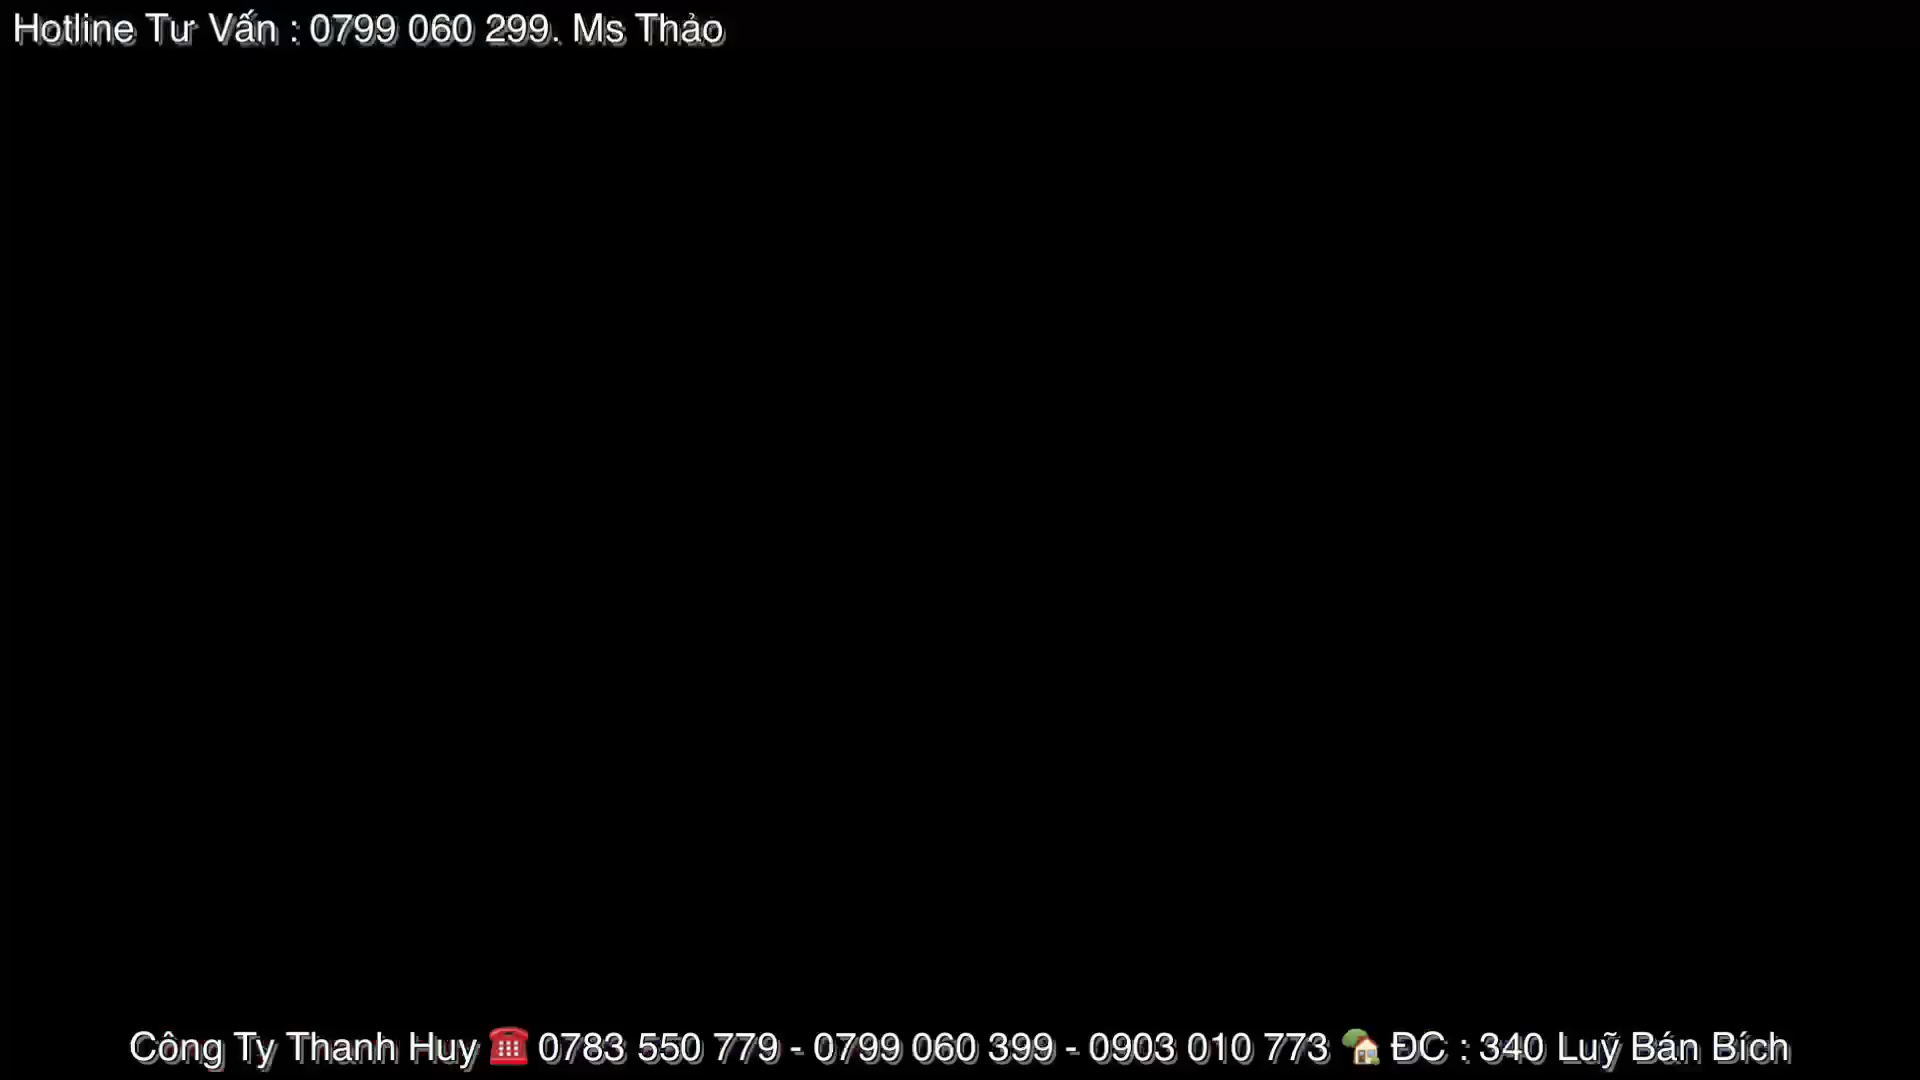 Hotline Tư Vấn : 0799 060 299. Ms Thảo
Công Ty Thanh Huy ☎️ 0783 550 779 - 0799 060 399 - 0903 010 773 🏡 ĐC : 340 Luỹ Bán Bích